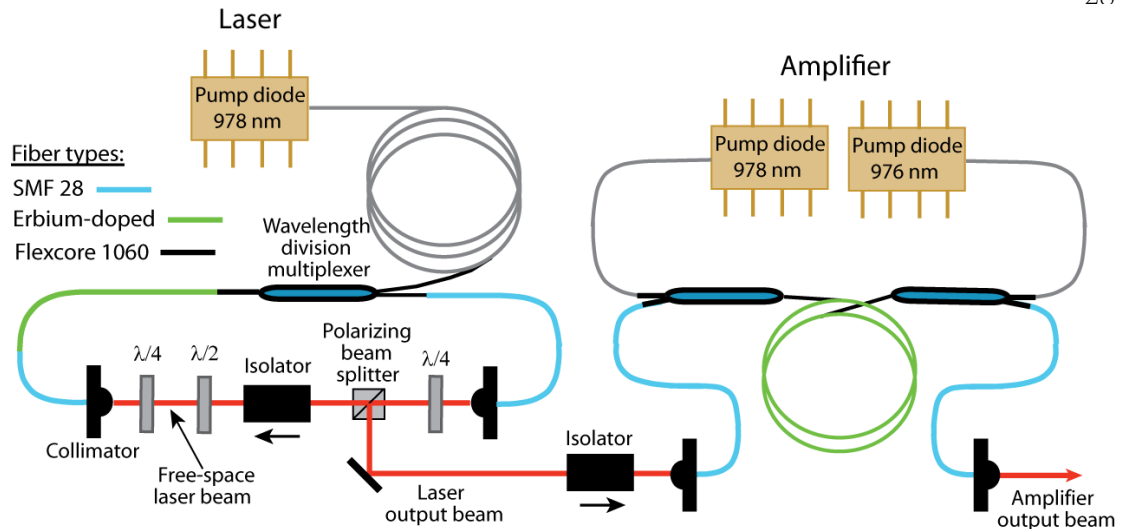 Laser
Pump diode
978 nm
Fiber types:
SMF 28
Erbium-doped
Flexcore 1060
Wavelength
division
multiplexer
λ/4
λ/2
Isolator
Polarizing
beam
splitter
λ/4
Collimator
Free-space
laser beam
Laser
output beam
Isolator
Amplifier
Pump diode
978 nm
Pump diode
976 nm
Amplifier
output beam